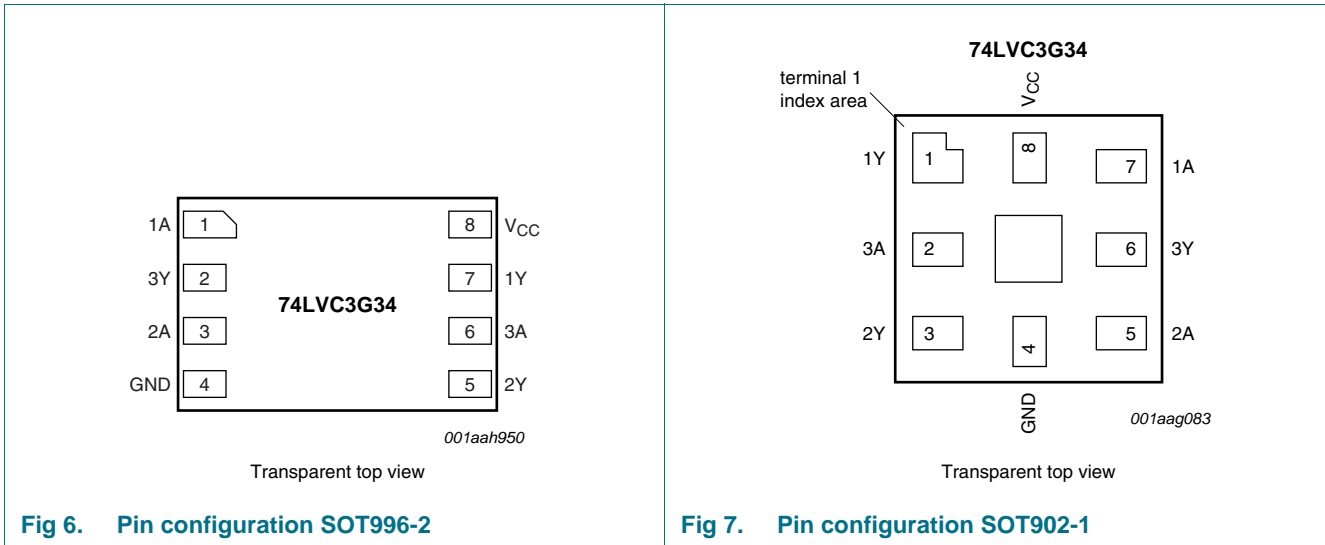 1A 1 8 VCC
3Y 2 7 1Y
74LVC3G34
2A 3 6 3A
GND 4 5 2Y
001aah950
Transparent top view
Fig 6. Pin configuration SOT996-2
74LVC3G34
terminal 1
index area
VCC
1Y 1 8 7 1A
3A 2 6 3Y
2Y 3 4 5 2A
GND
001aag083
Transparent top view
Fig 7. Pin configuration SOT902-1